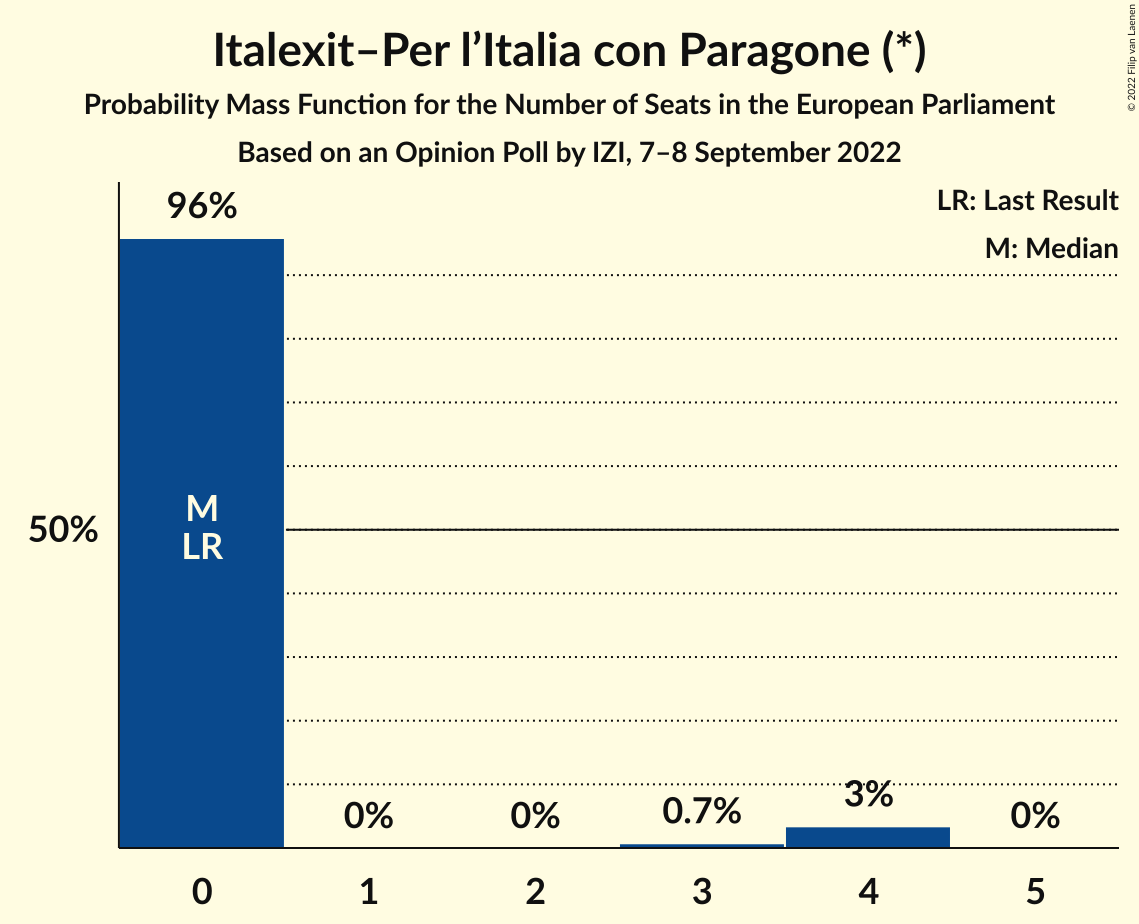 Italexit–Per l’Italia con Paragone (*)
Probability Mass Function for the Number of Seats in the European Parliament
Based on an Opinion Poll by IZI, 7–8 September 2022
© 2022 Filip van Laenen
LR: Last Result
M: Median
96%
M
LR
50%
0%
0%
0.7%
3%
0%
0
1
2
3
4
5